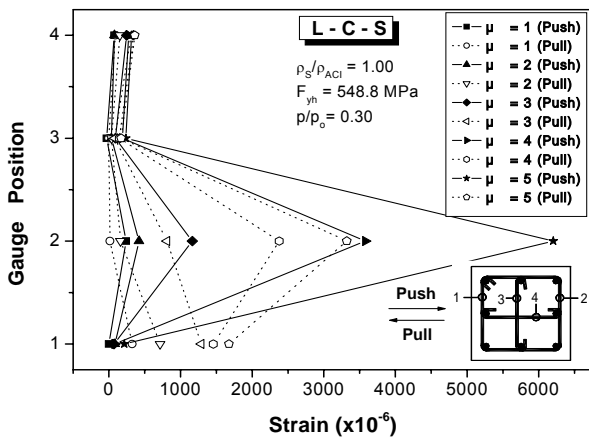 L - C - S
ρS/ρACI = 1.00
Fyh = 548.8 MPa
p/po = 0.30
μ = 1 (Push)
μ = 1 (Pull)
μ = 2 (Push)
μ = 2 (Pull)
μ = 3 (Push)
μ = 3 (Pull)
μ = 4 (Push)
μ = 4 (Pull)
μ = 5 (Push)
μ = 5 (Pull)
Gauge Position
4
3
2
1
Push
Pull
1
3
4
2
0 1000 2000 3000 4000 5000 6000
Strain (x10-6)